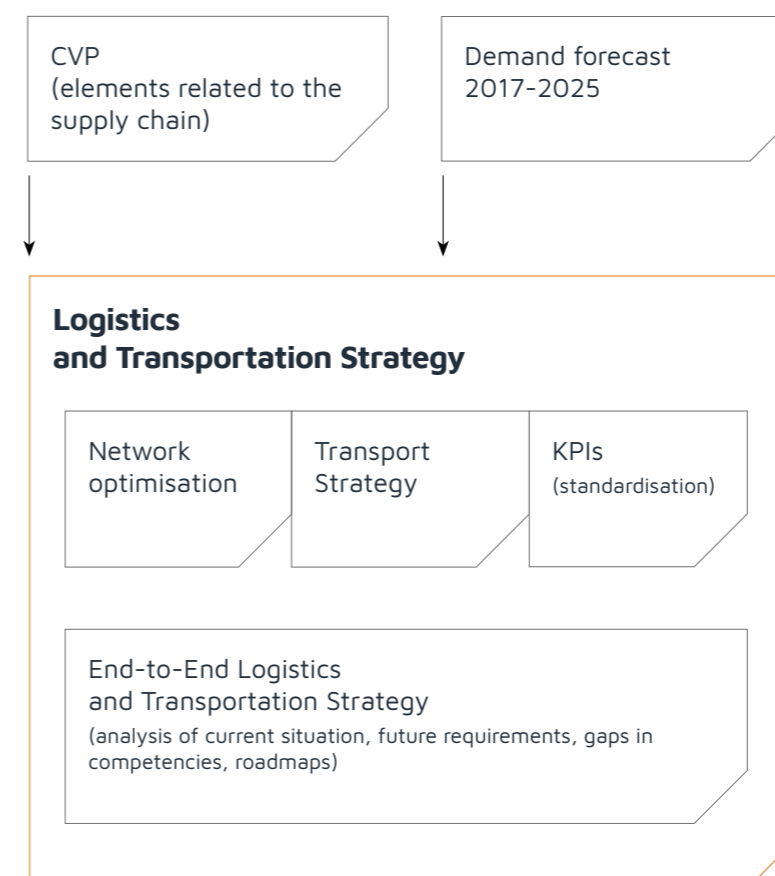 CVP
(elements related to the
supply chain)
Demand forecast
2017-2025
Logistics
and Transportation Strategy
Network
optimisation
Transport
Strategy
KPIs
(standardisation)
End-to-End Logistics
and Transportation Strategy
(analysis of current situation, future requirements, gaps in
competencies, roadmaps)